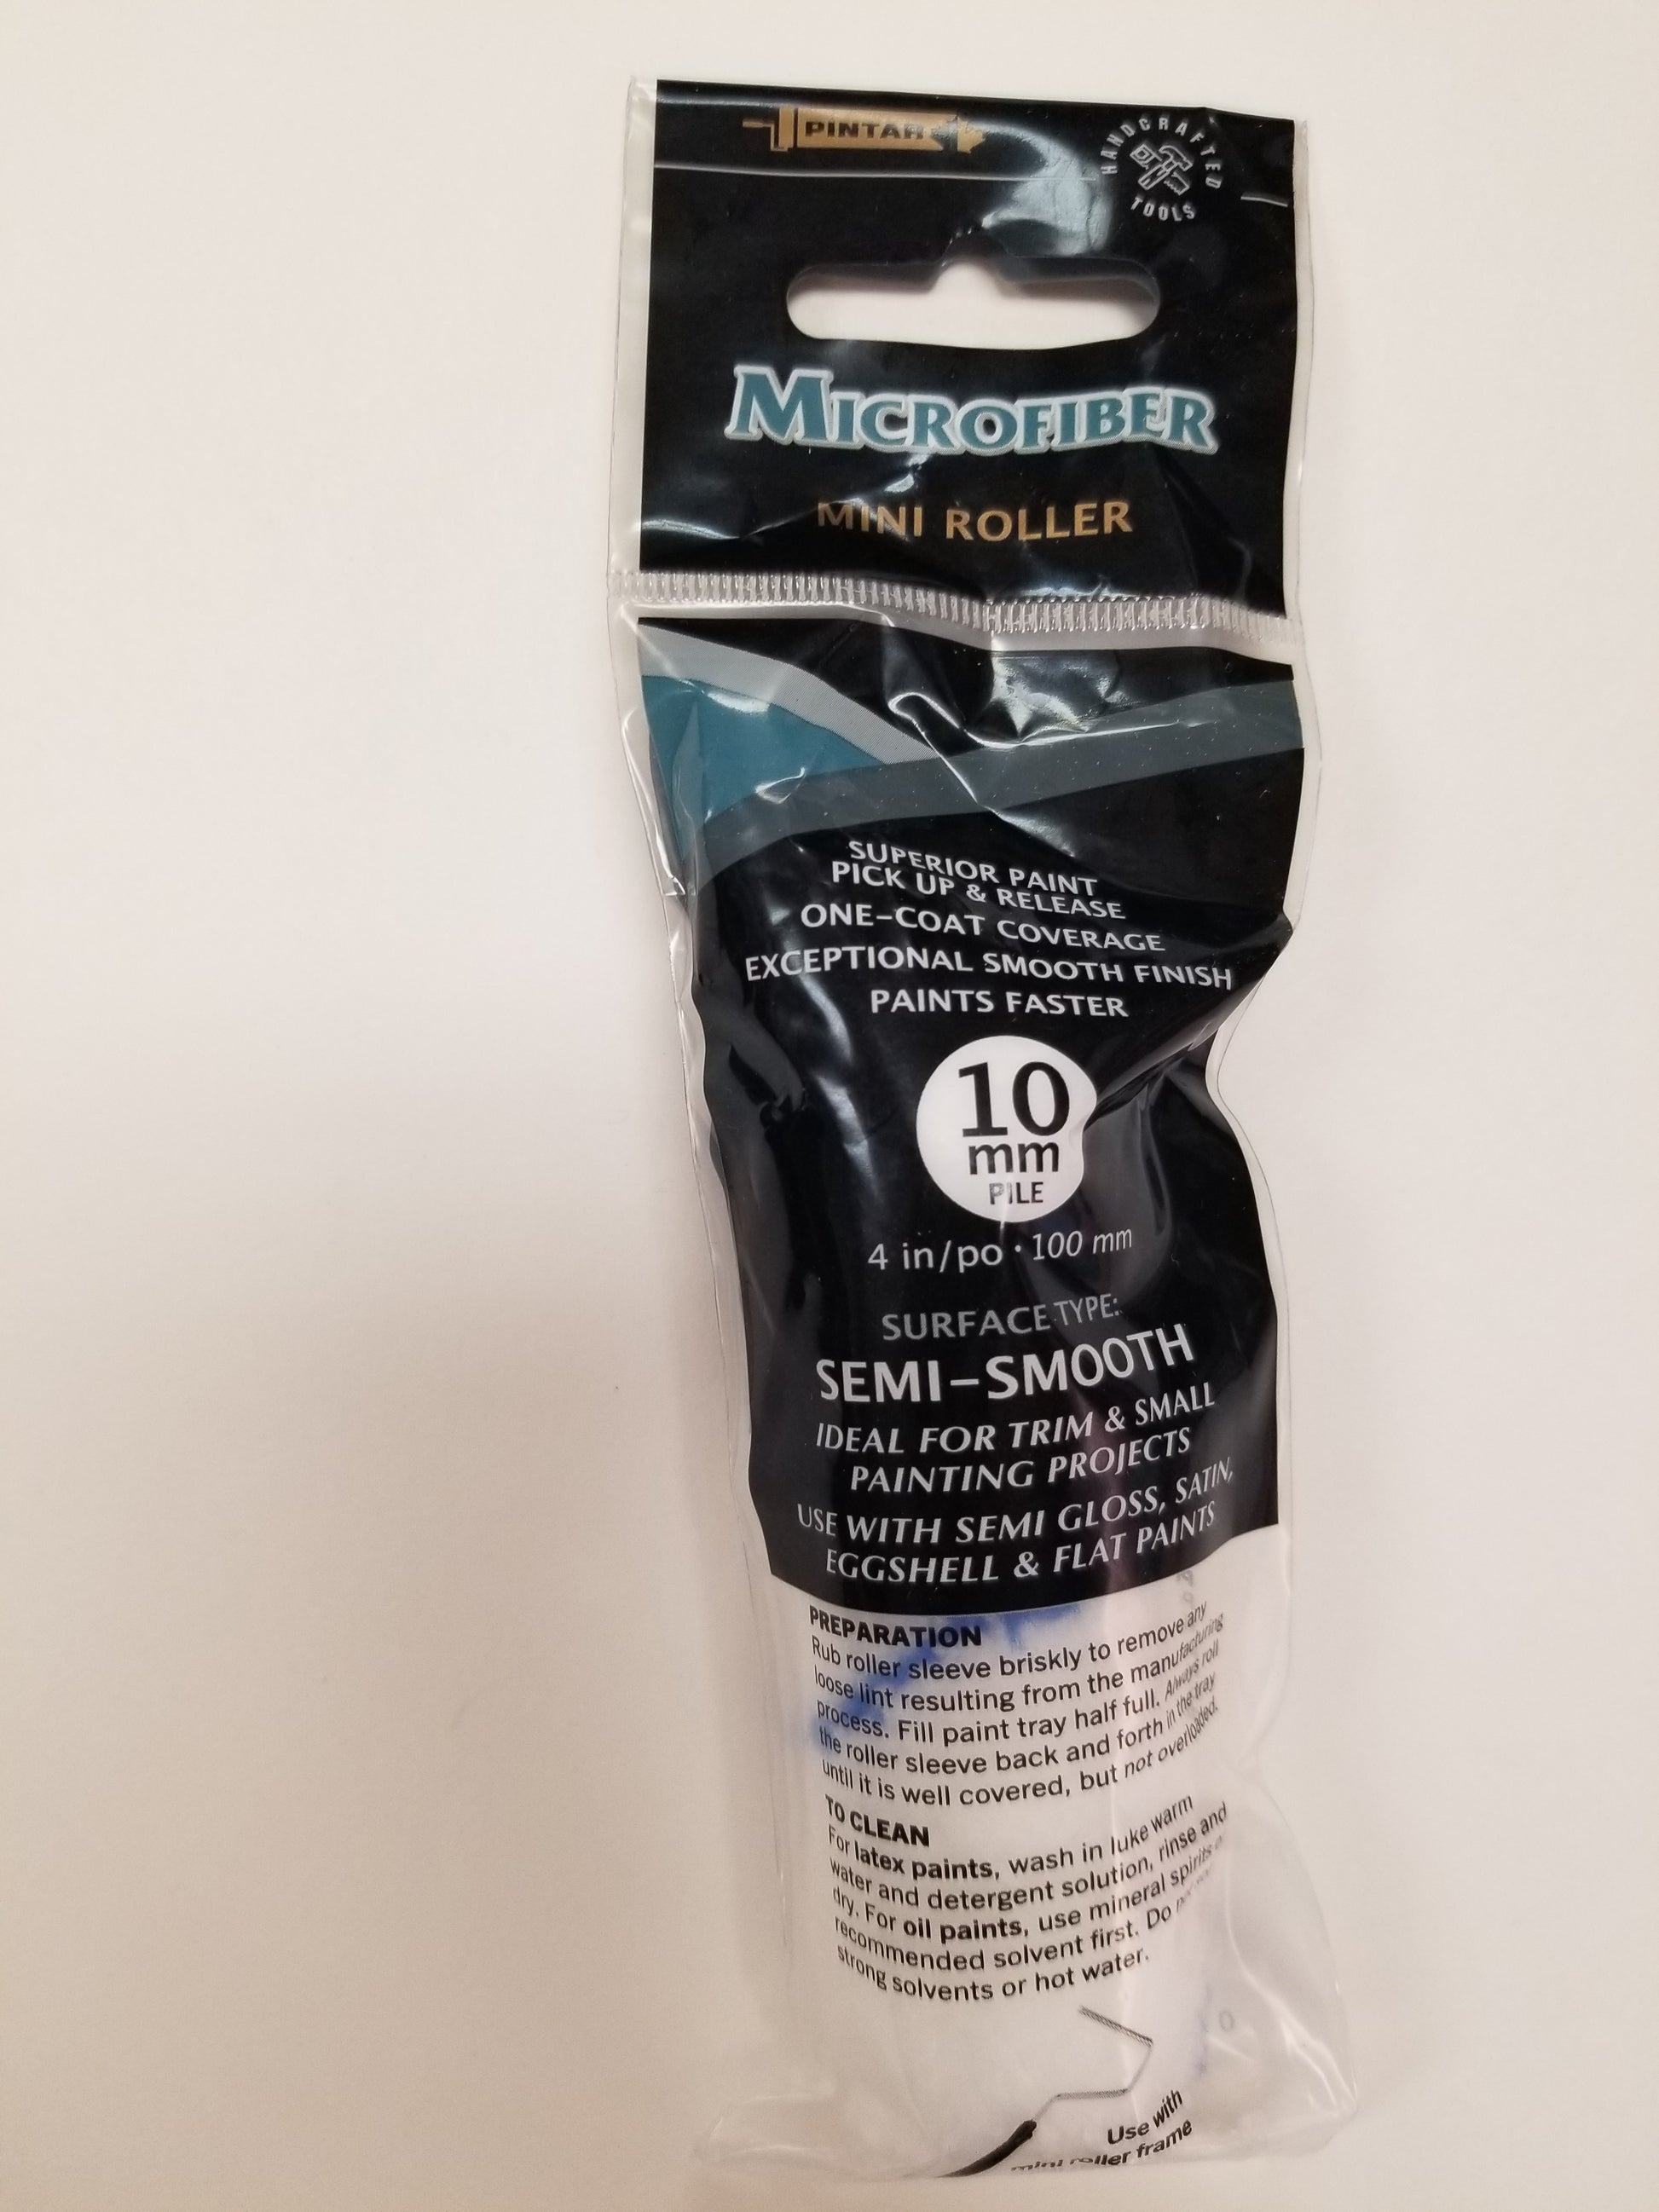 PINTAR
HANDCRAFTED
TOOLS
MICROFIBER
MINI ROLLER
SUPERIOR PAINT
PICK UP & RELEASE
ONE-COAT COVERAGE
EXCEPTIONAL SMOOTH FINISH
PAINTS FASTER
10
mm
PILE
4 in/po · 100 mm
SURFACE TYPE:
SEMI-SMOOTH
IDEAL FOR TRIM & SMALL
PAINTING PROJECTS
USE WITH SEMI GLOSS, SATIN,
EGGSHELL & FLAT PAINTS
PREPARATION
Rub roller sleeve briskly to remove any
loose lint resulting from the manufacturing
process. Fill paint tray half full. Always roll
the roller sleeve back and forth in the tray
until it is well covered, but not overloaded.
TO CLEAN
For latex paints, wash in luke warm
water and detergent solution, rinse and
dry. For oil paints, use mineral spirits
recommended solvent first. Do
strong solvents or hot water.
Use with
mini roller frame